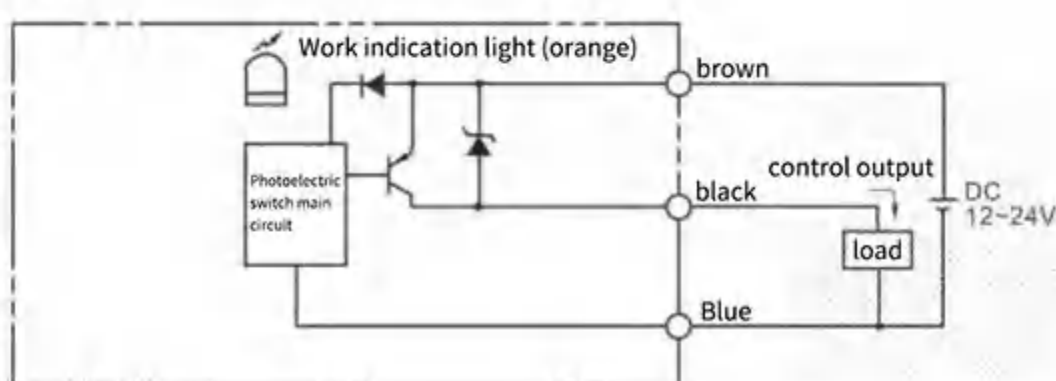 Work indication light (orange)
brown
Photoelectric
switch main
circuit
control output
black
DC
12~24V
load
Blue